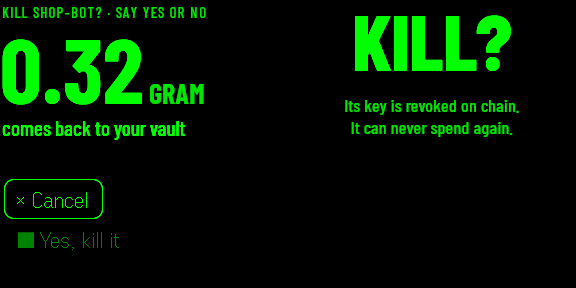 KILL SHOP-BOT? · SAY YES OR NO
0.32 GRAM
comes back to your vault
× Cancel
Yes, kill it
KILL?
Its key is revoked on chain.
It can never spend again.